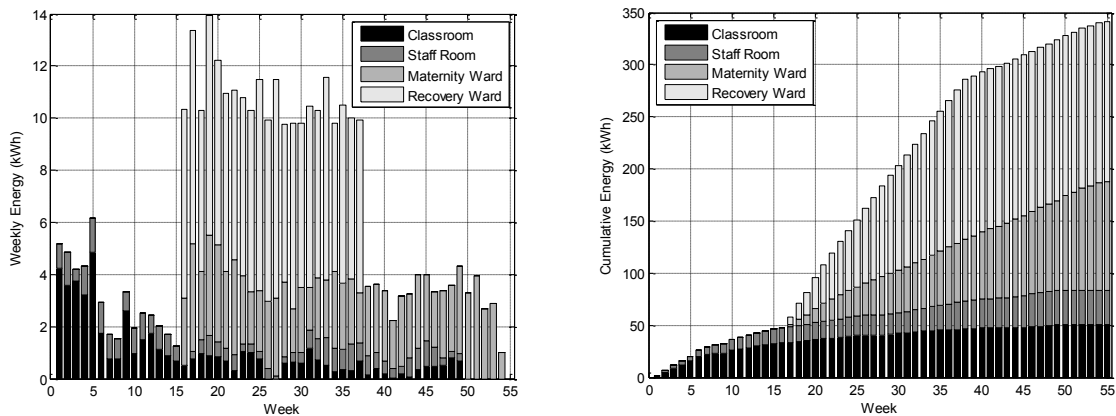 14
12
10
8
6
4
2
0
Weekly Energy (kWh)
0 5 10 15 20 25 30 35 40 45 50 55
Week
Classroom
Staff Room
Maternity Ward
Recovery Ward
350
300
250
200
150
100
50
0
Cumulative Energy (kWh)
0 5 10 15 20 25 30 35 40 45 50 55
Week
Classroom
Staff Room
Maternity Ward
Recovery Ward